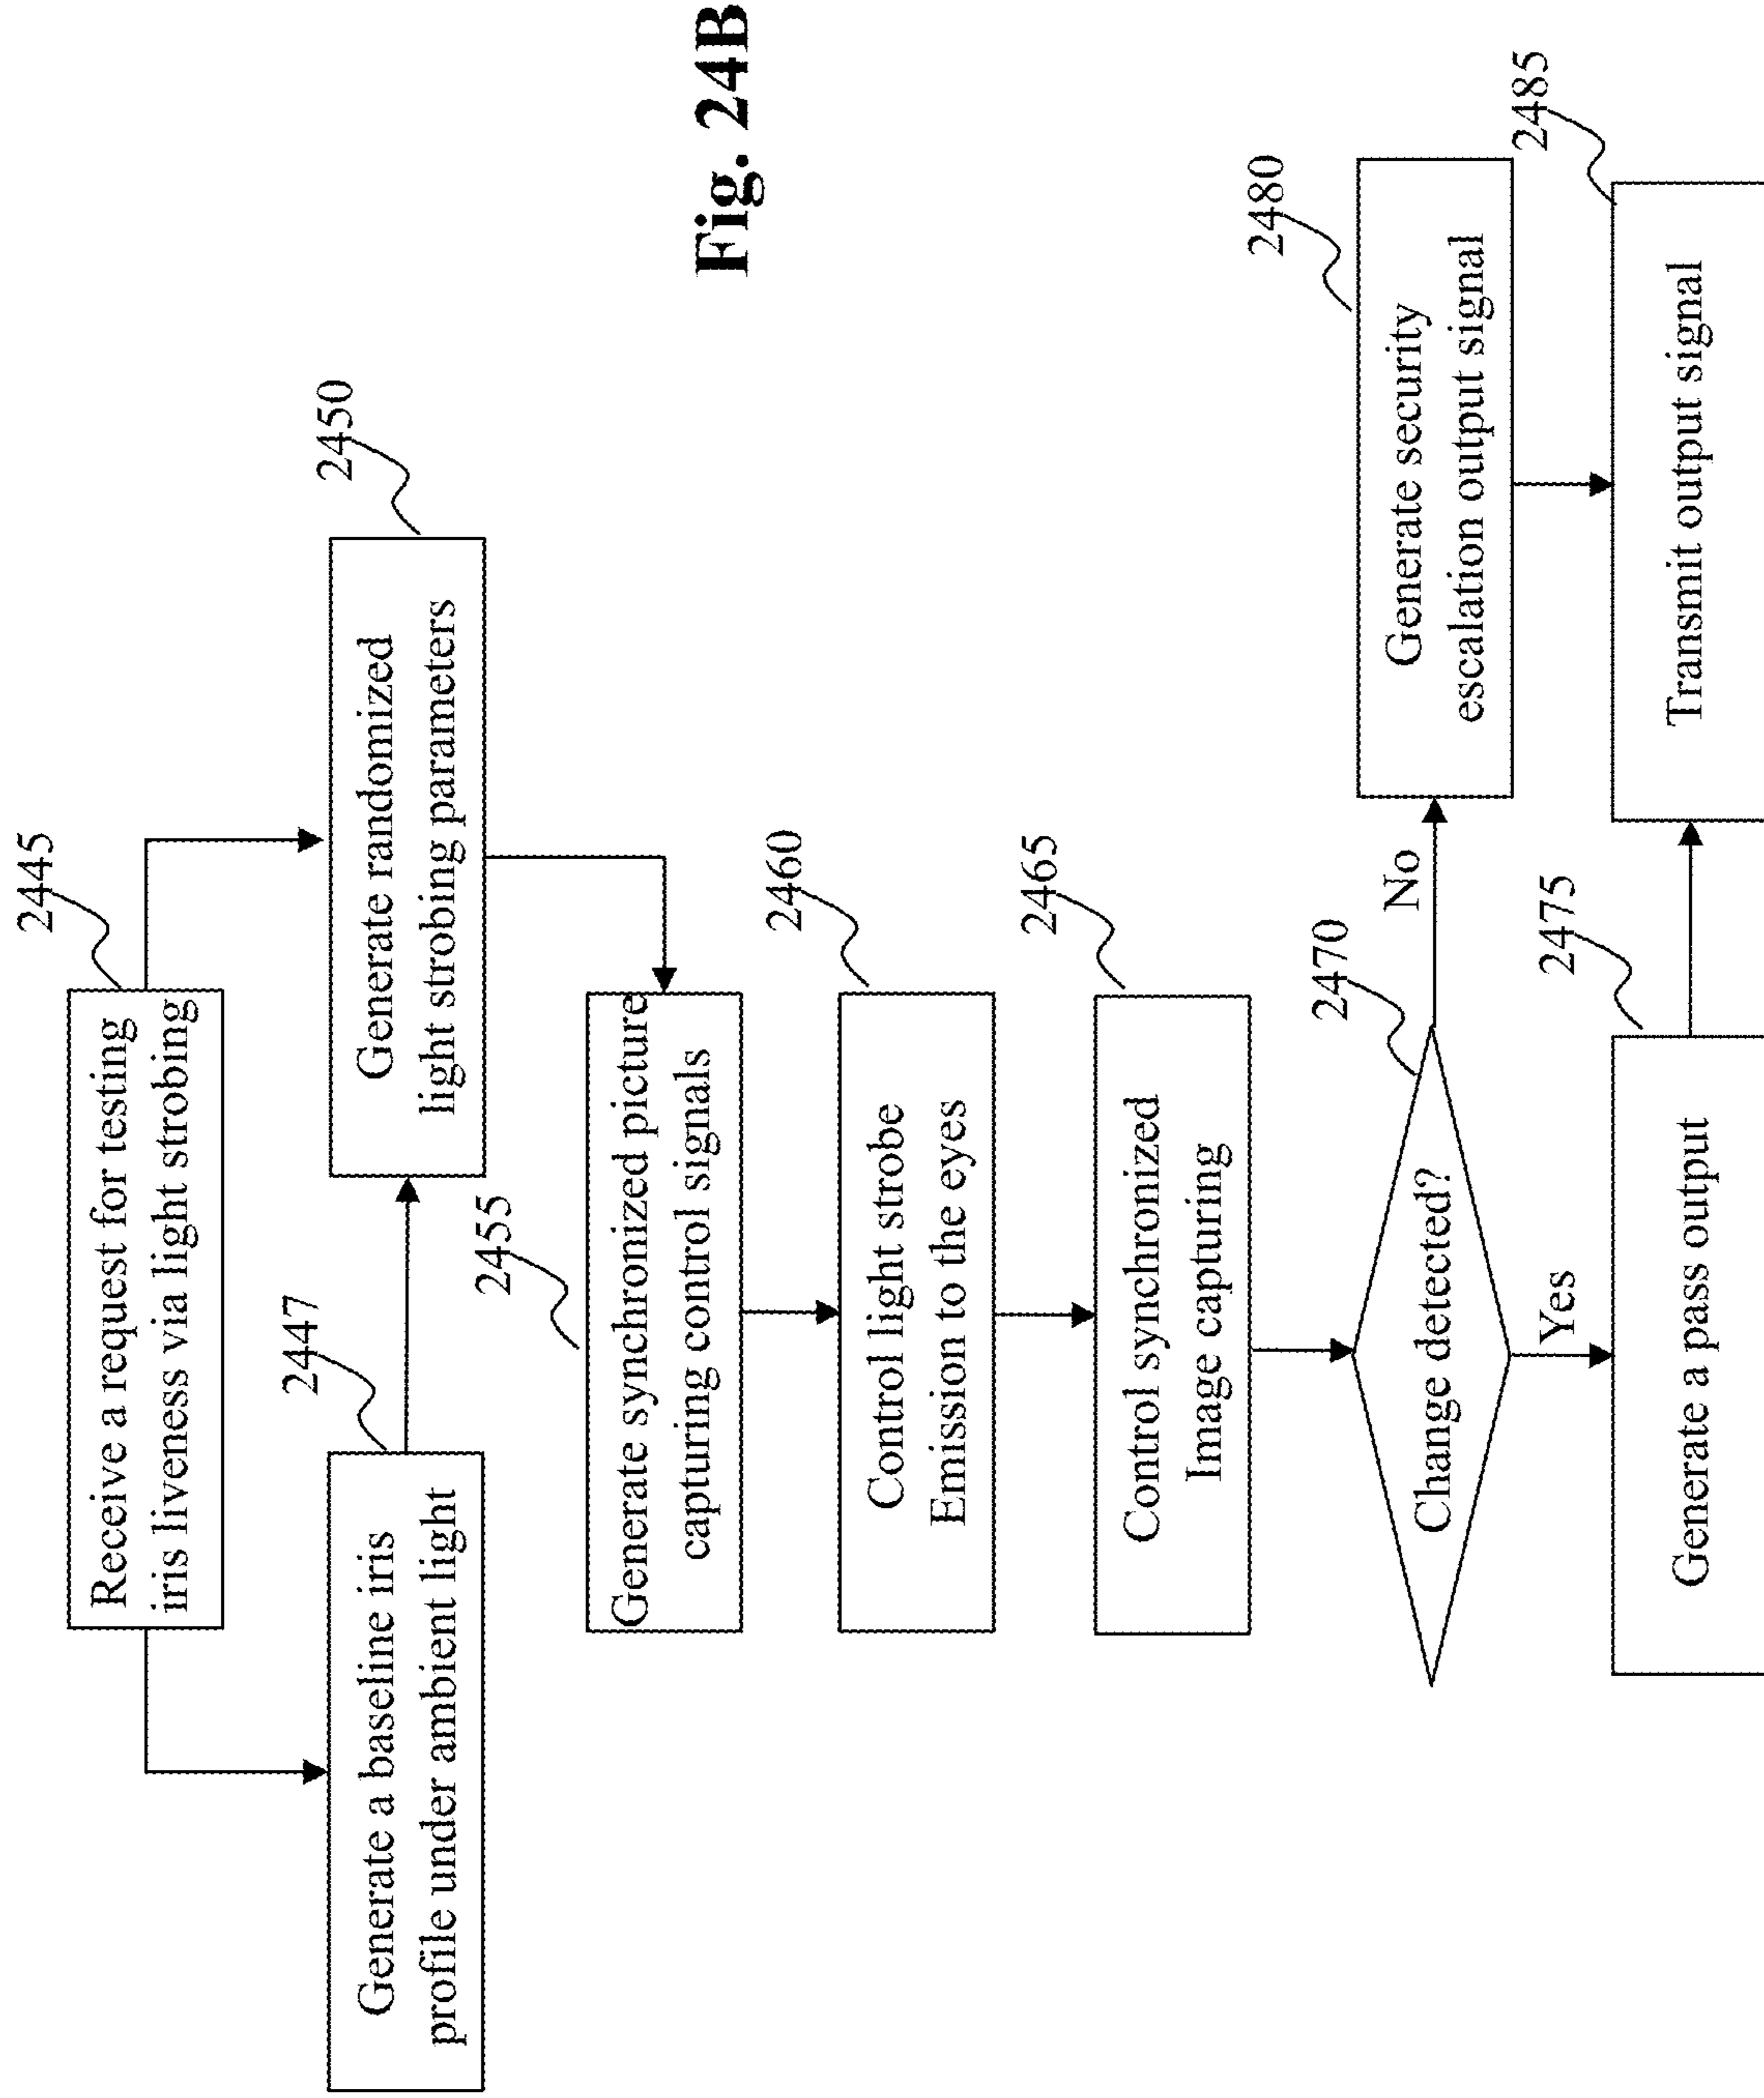 2445
Receive a request for testing
iris liveness via light strobing
2447
Generate a baseline iris
profile under ambient light
2450
Generate randomized
light strobing parameters
2455
Generate synchronized picture
capturing control signals
2460
Control light strobe
Emission to the eyes
2465
Control synchronized
Image capturing
2470
Change detected?
No
Yes
2475
Generate a pass output
2480
Generate security
escalation output signal
2485
Transmit output signal
Fig. 24B